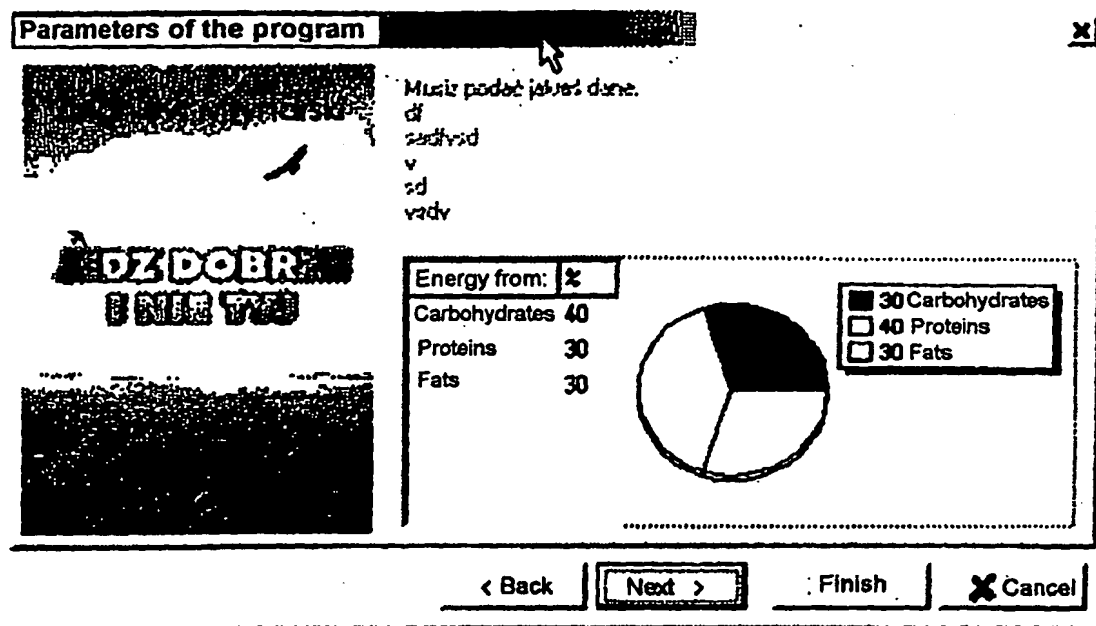 Parameters of the program
Musiz podać jakieś dane.
df
sadfvsd
v
sd
vadv
DZ DOBR
Energy from: %
Carbohydrates 40
Proteins 30
Fats 30
30 Carbohydrates
40 Proteins
30 Fats
< Back
Next >
Finish
Cancel